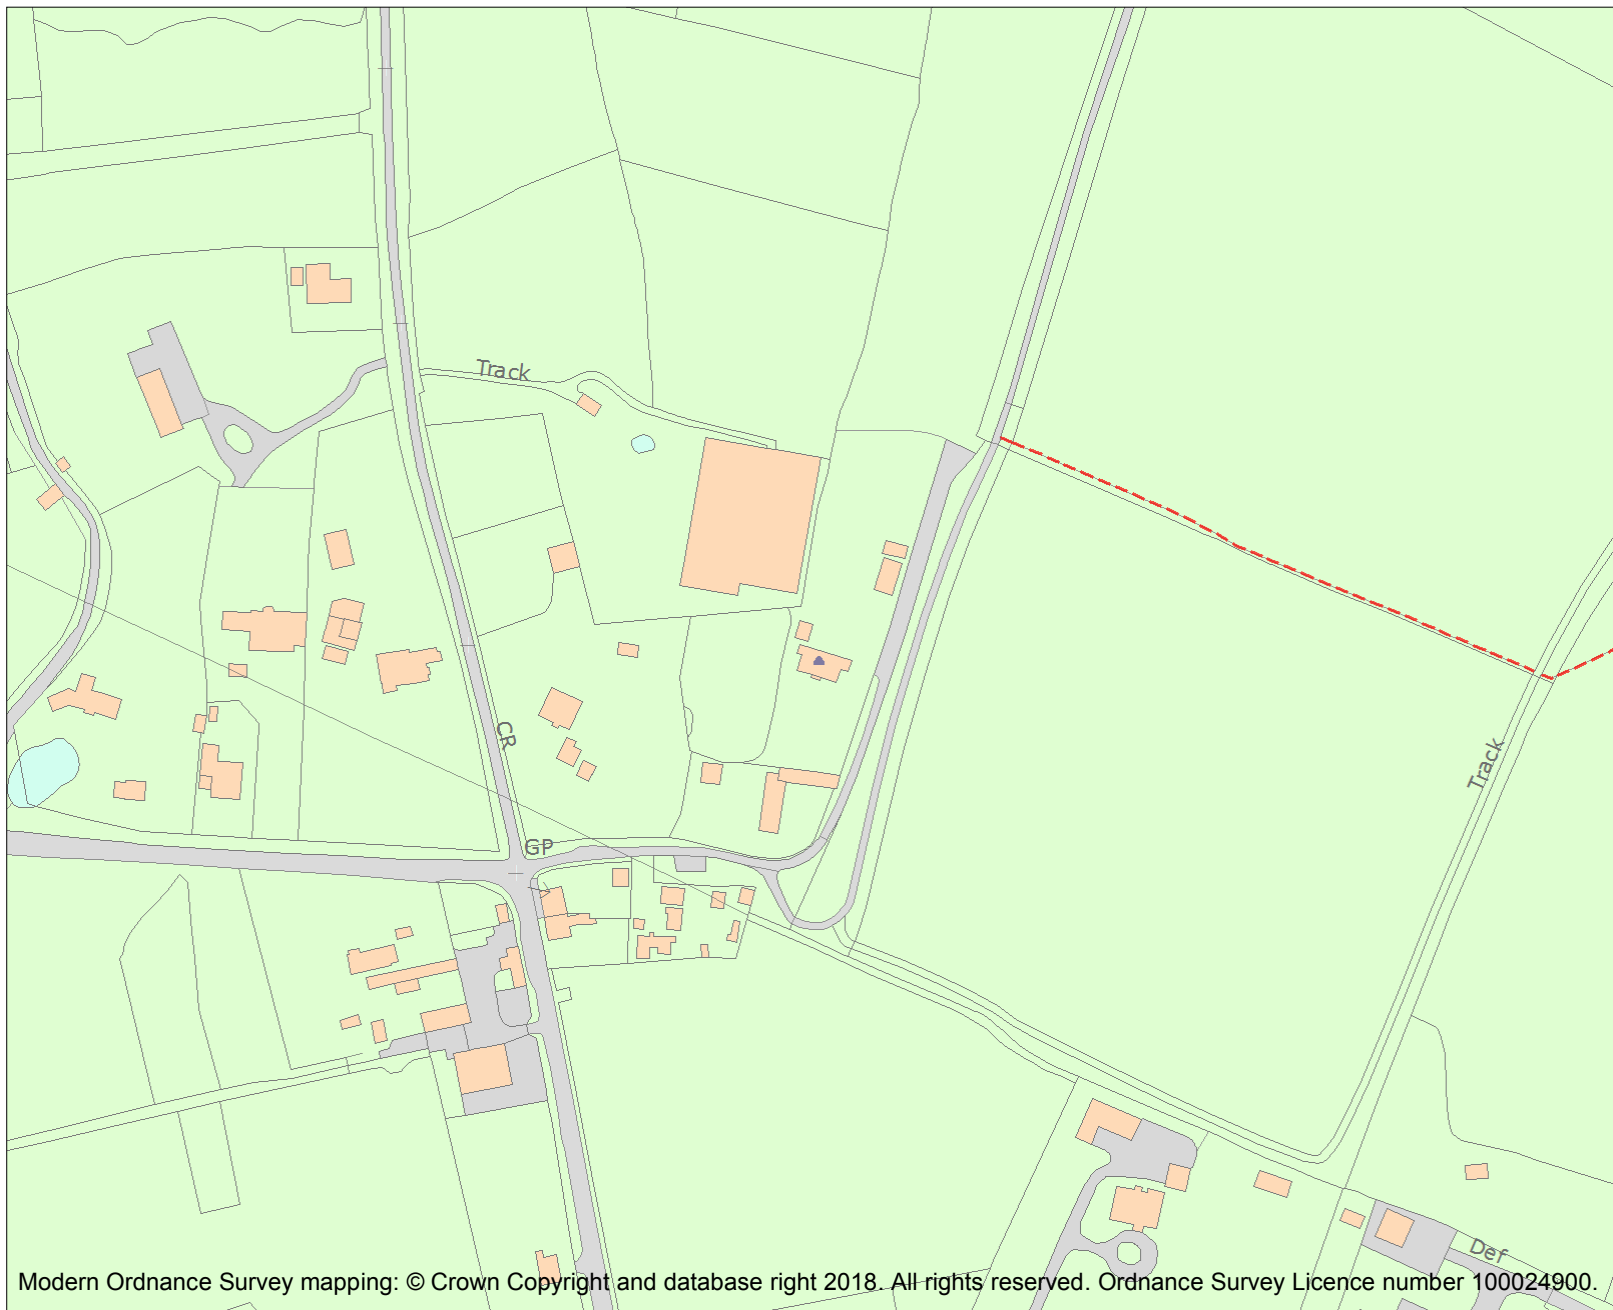 Track
CR
Track
GP
Def
Modern Ordnance Survey mapping: © Crown Copyright and database right 2018. All rights reserved. Ordnance Survey Licence number 100024900.